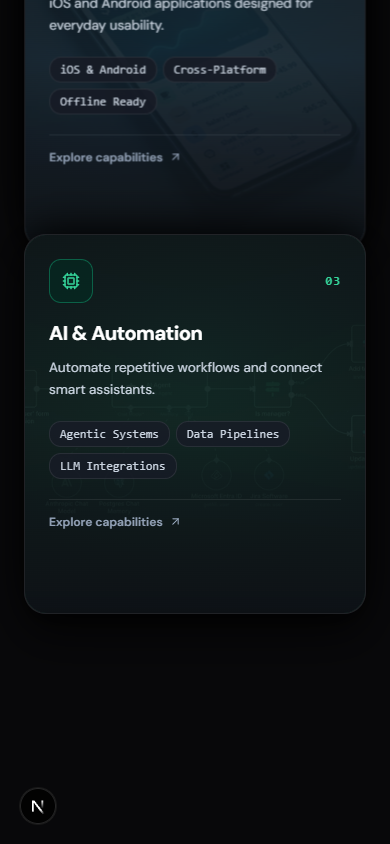 iOS and Android applications designed for
everyday usability.
iOS & Android
Cross-Platform
Offline Ready
Explore capabilities
03
AI & Automation
Automate repetitive workflows and connect
smart assistants.
Agentic Systems
Data Pipelines
LLM Integrations
Explore capabilities
N